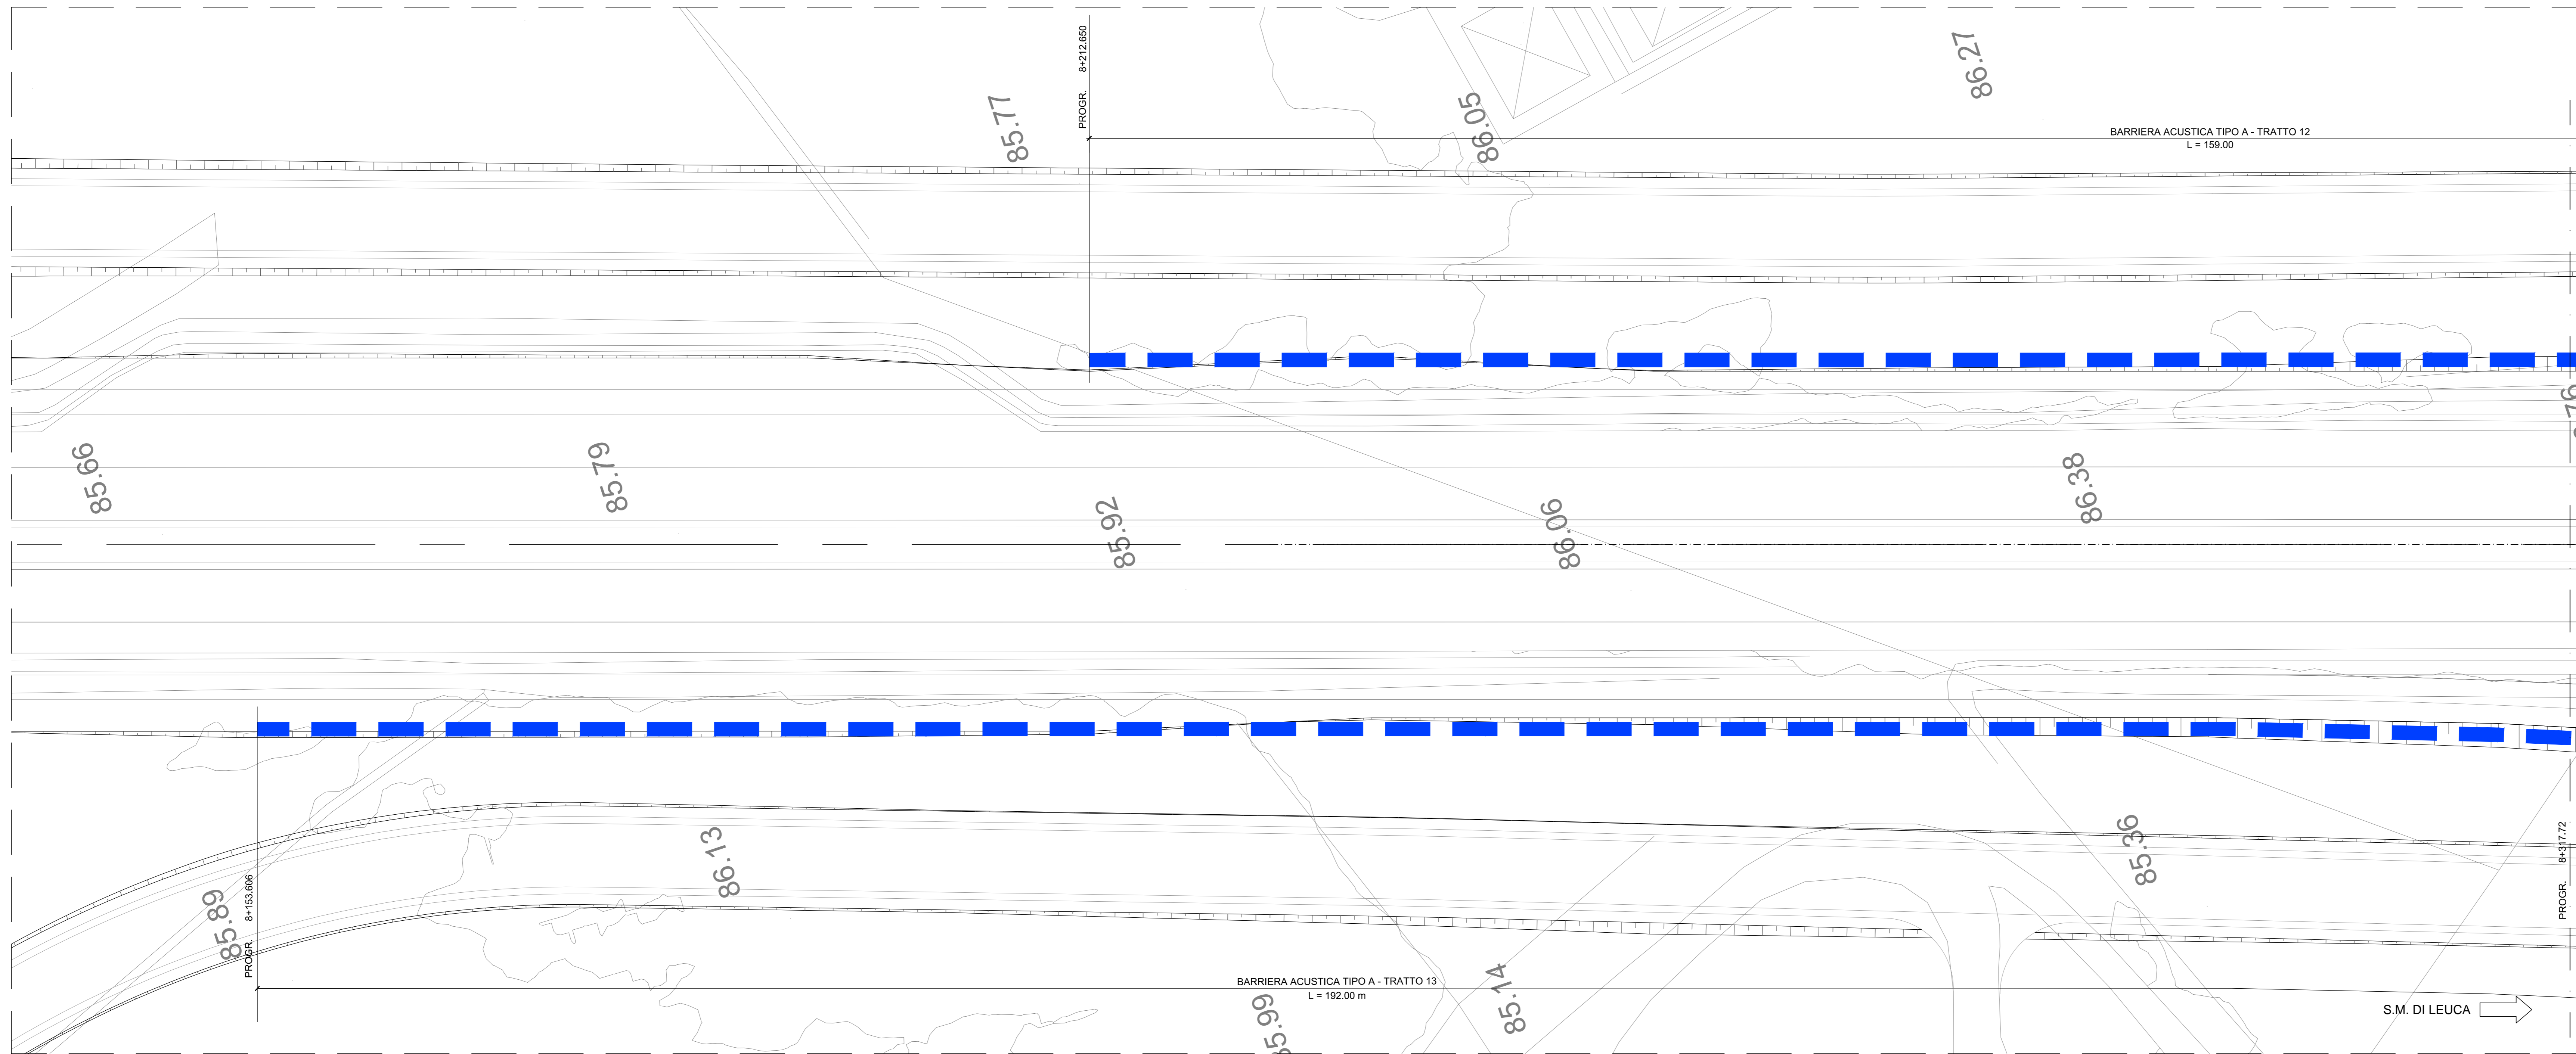 PROGR. 8+212.650
86.27
85.77
86.05
BARRIERA ACUSTICA TIPO A - TRATTO 12
L = 159.00
85.66
85.79
85.92
86.06
86.38
86.13
85.36
PROGR. 8+317.72
85.89
PROGR. 8+153.606
BARRIERA ACUSTICA TIPO A - TRATTO 13
L = 192.00 m
85.99
85.14
S.M. DI LEUCA